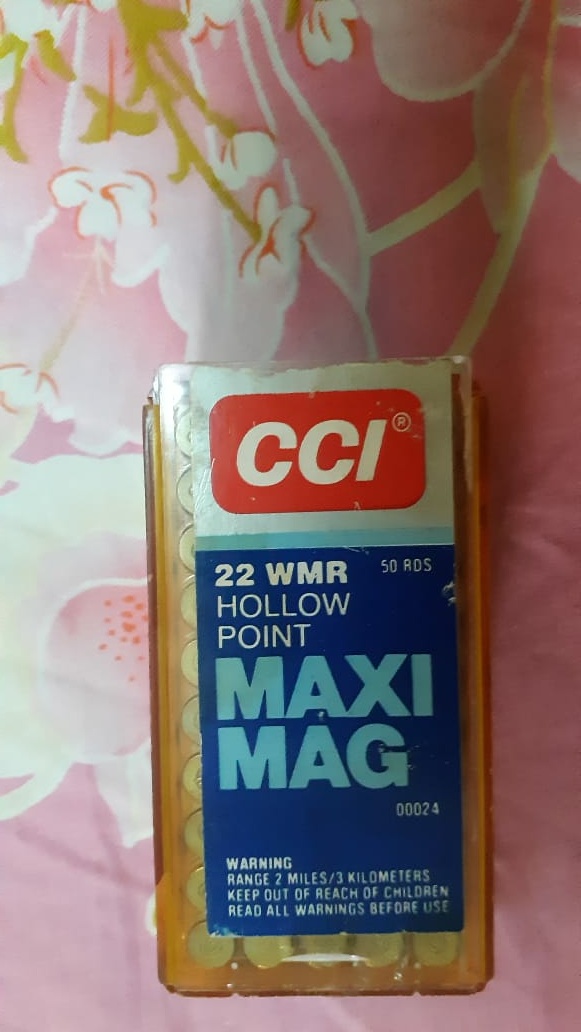 CCI®
22 WMR 50 RDS
HOLLOW
POINT
MAXI
MAG
00024
WARNING
RANGE 2 MILES/3 KILOMETERS
KEEP OUT OF REACH OF CHILDREN
READ ALL WARNINGS BEFORE USE